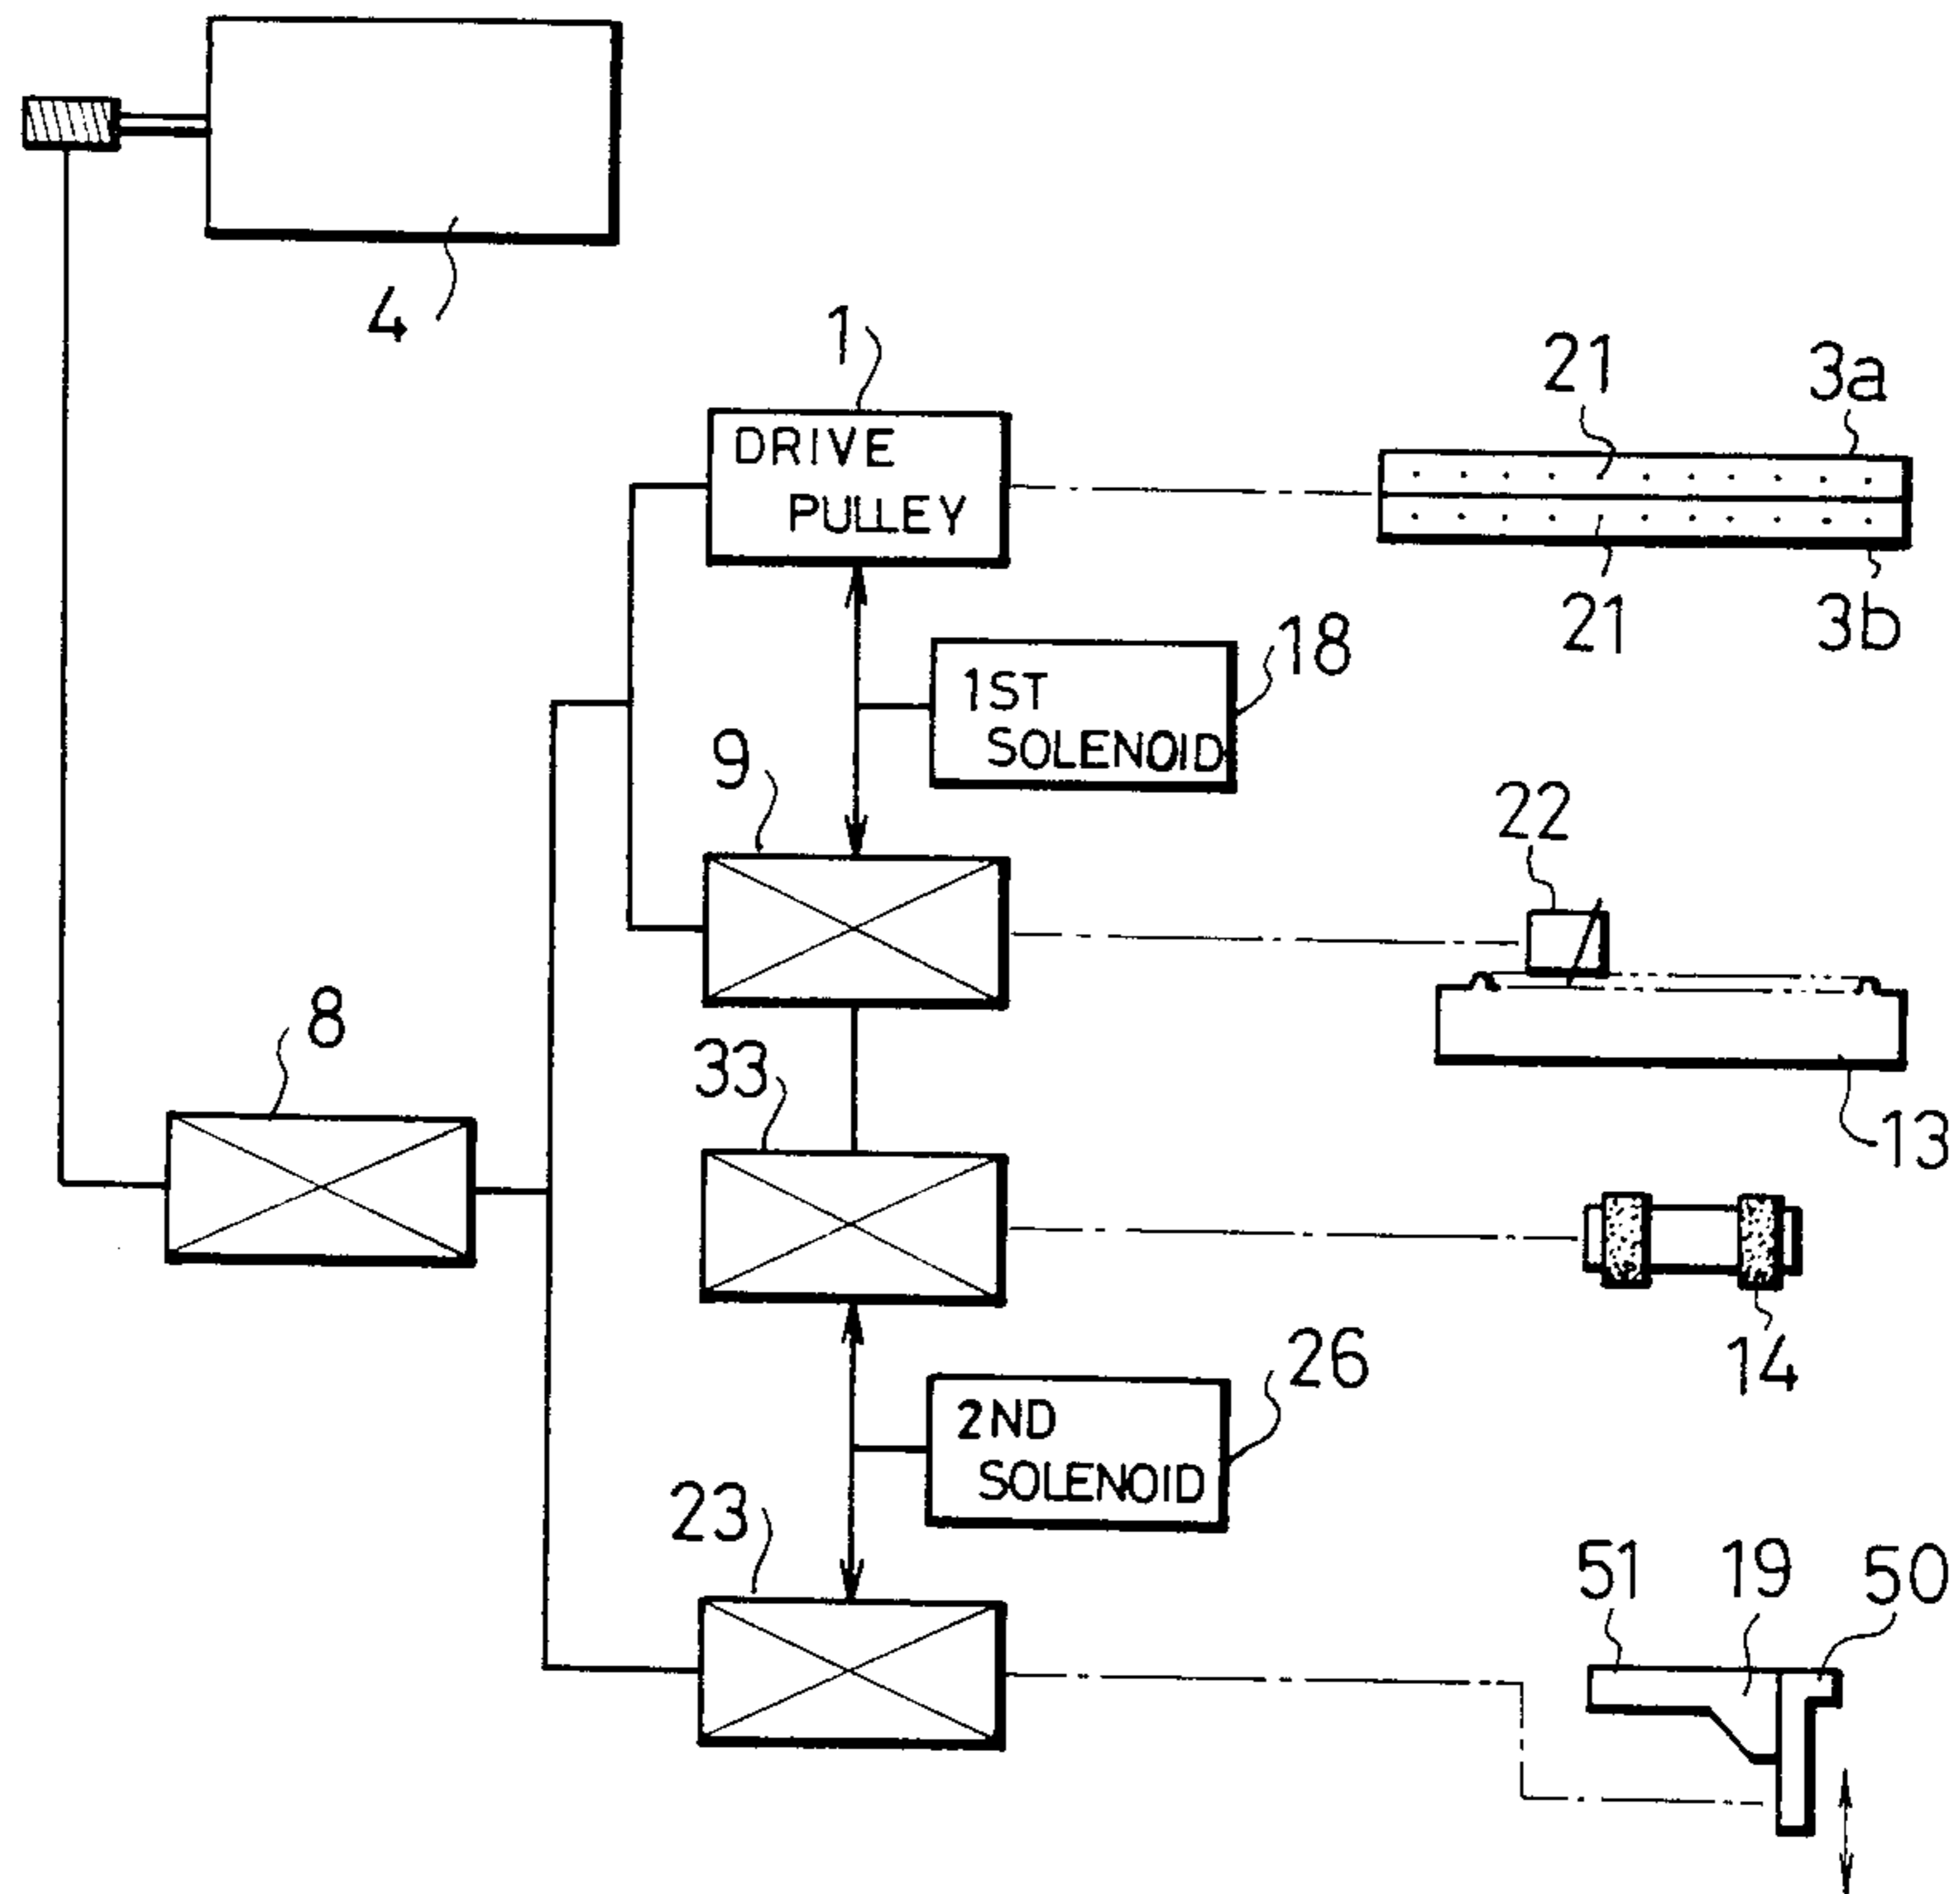 4
1
21
3a
DRIVE
PULLEY
21
3b
18
1ST
SOLENOID
9
22
8
33
13
14
26
2ND
SOLENOID
23
51
19
50